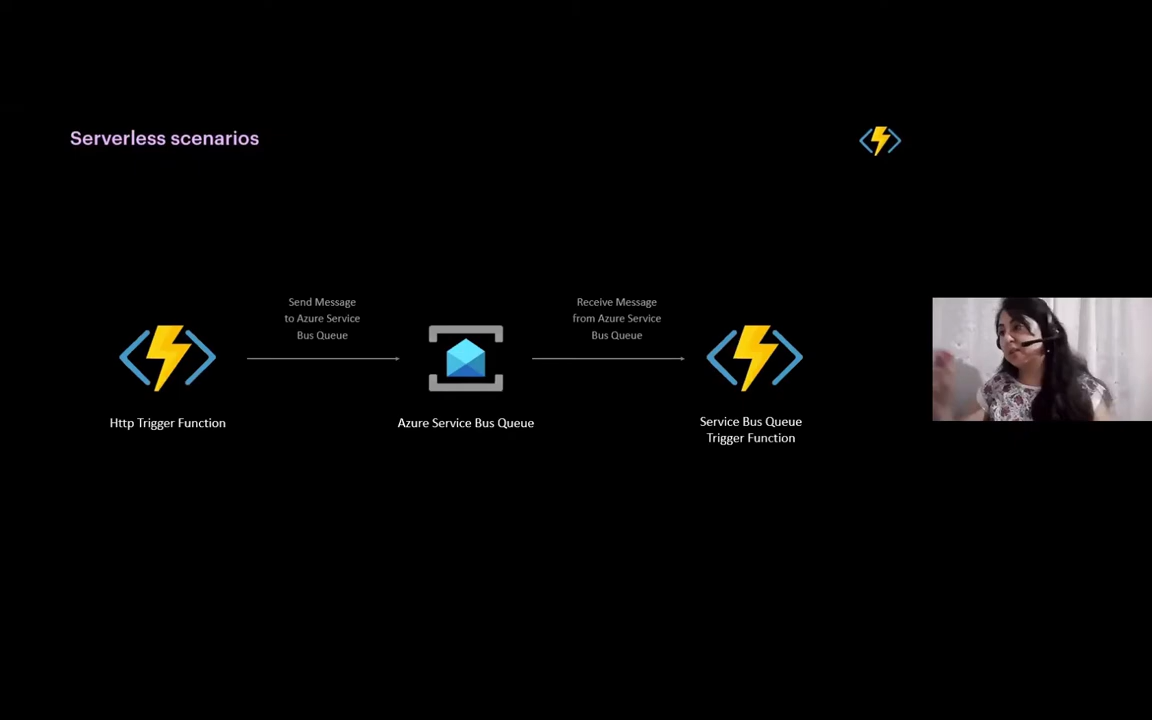 Serverless scenarios
Send Message
to Azure Service
Bus Queue
Receive Message
from Azure Service
Bus Queue
Http Trigger Function
Azure Service Bus Queue
Service Bus Queue
Trigger Function